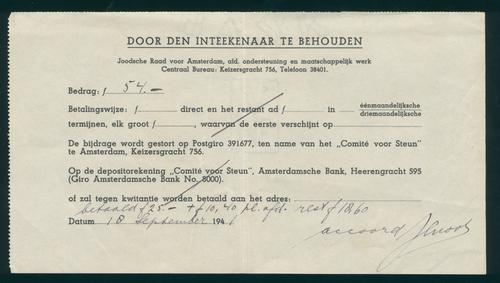 DOOR DEN INTEEKENAAR TE BEHOUDEN
Joodsche Raad voor Amsterdam, afd. ondersteuning en maatschappelijk werk
Centraal Bureau: Keizersgracht 756, Telefoon 38401.
Bedrag: f 54.-
Betalingswijze: f direct en het restant ad f in éénmaandelijksche driemaandelijksche
termijnen, elk groot f , waarvan de eerste verschijnt op
De bijdrage wordt gestort op Postgiro 391677, ten name van het „Comité voor Steun"
te Amsterdam, Keizersgracht 756.
Op de depositorekening „Comité voor Steun", Amsterdamsche Bank, Heerengracht 595
(Giro Amsterdamsche Bank No. 8000).
of zal tegen kwitantie worden betaald aan het adres:
betaald f 25.- + f 10,40 pl. afd. rest f 18,60
Datum 18 September 1941
accoord